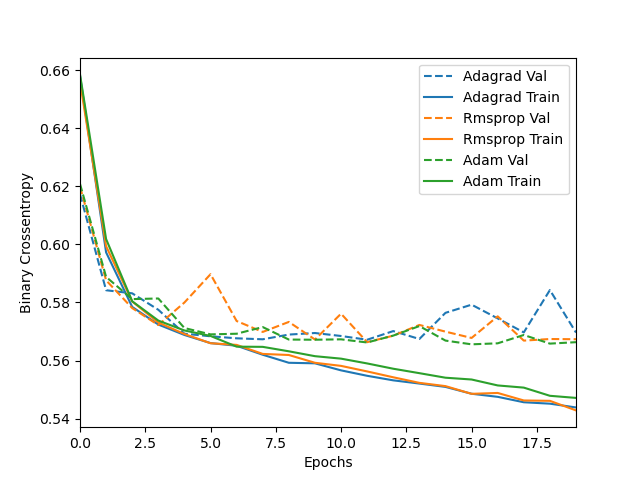 0.66
0.64
0.62
0.60
0.58
0.56
0.54
Binary Crossentropy
Adagrad Val
Adagrad Train
Rmsprop Val
Rmsprop Train
Adam Val
Adam Train
0.0 2.5 5.0 7.5 10.0 12.5 15.0 17.5
Epochs